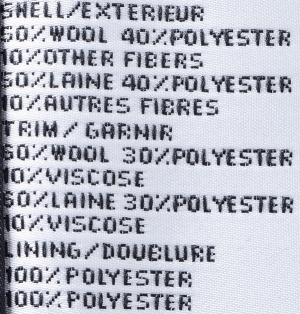 SHELL/EXTERIEUR
50%WOOL 40%POLYESTER
10%OTHER FIBERS
50%LAINE 40%POLYESTER
10%AUTRES FIBRES
TRIM/GARNIR
60%WOOL 30%POLYESTER
10%VISCOSE
60%LAINE 30%POLYESTER
10%VISCOSE
LINING/DOUBLURE
100%POLYESTER
100%POLYESTER